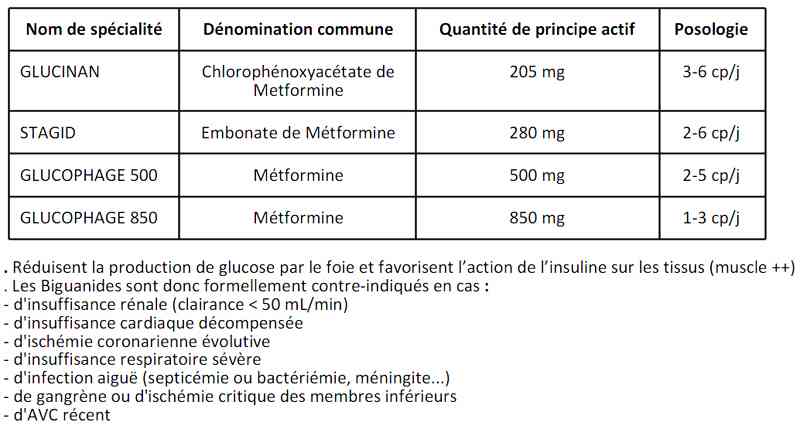 Nom de spécialité Dénomination commune Quantité de principe actif Posologie
GLUCINAN Chlorophénoxyacétate de Metformine 205 mg 3-6 cp/j
STAGID Embonate de Métformine 280 mg 2-6 cp/j
GLUCOPHAGE 500 Métformine 500 mg 2-5 cp/j
GLUCOPHAGE 850 Métformine 850 mg 1-3 cp/j
. Réduisent la production de glucose par le foie et favorisent l’action de l’insuline sur les tissus (muscle ++)
. Les Biguanides sont donc formellement contre-indiqués en cas :
- d'insuffisance rénale (clairance < 50 mL/min)
- d'insuffisance cardiaque décompensée
- d'ischémie coronarienne évolutive
- d'insuffisance respiratoire sévère
- d'infection aiguë (septicémie ou bactériémie, méningite...)
- de gangrène ou d'ischémie critique des membres inférieurs
- d'AVC récent